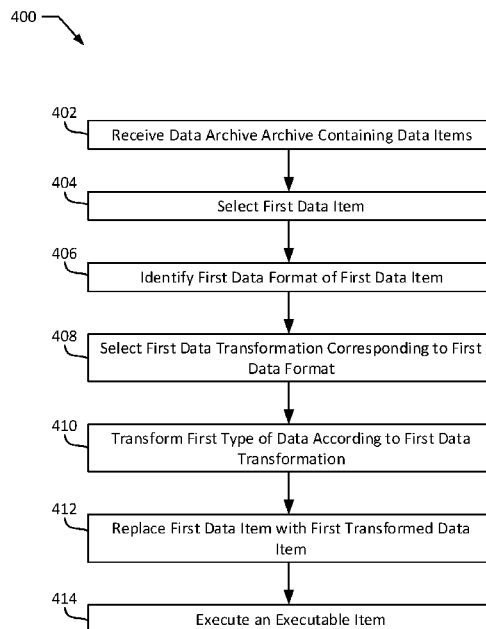 400
402
Receive Data Archive Archive Containing Data Items
404
Select First Data Item
406
Identify First Data Format of First Data Item
408
Select First Data Transformation Corresponding to First
Data Format
410
Transform First Type of Data According to First Data
Transformation
412
Replace First Data Item with First Transformed Data
Item
414
Execute an Executable Item